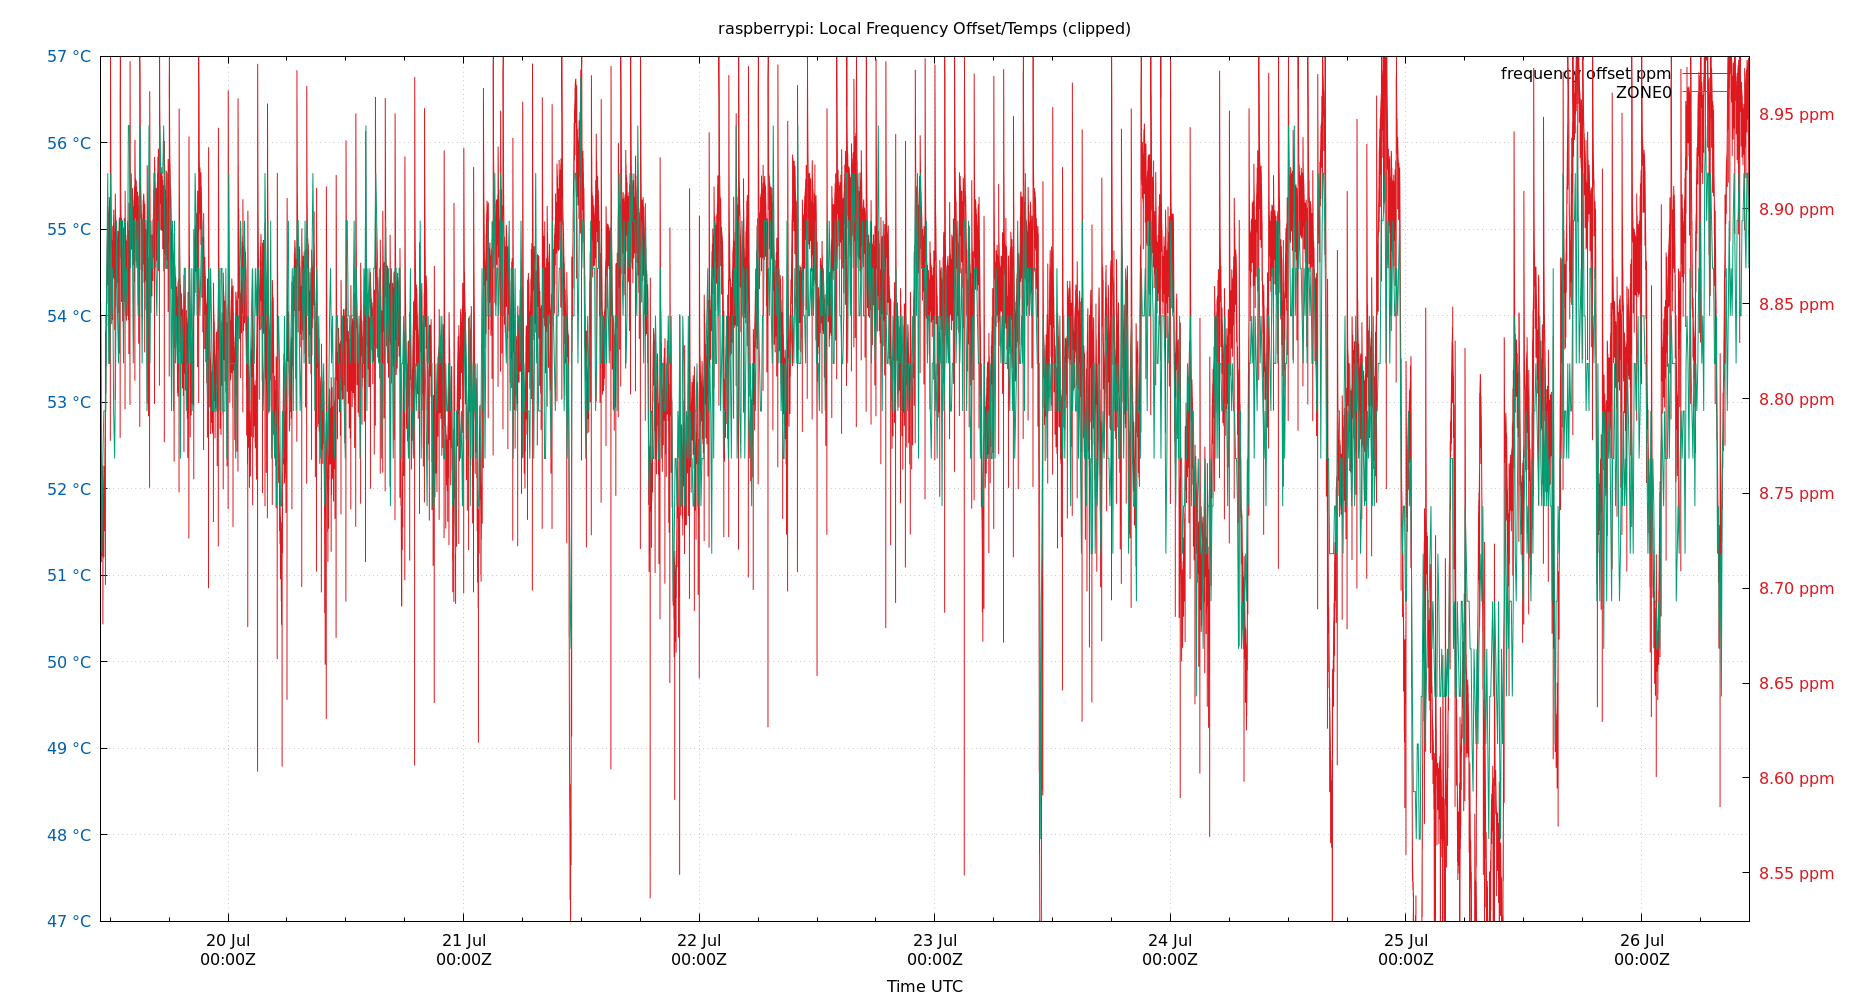 raspberrypi: Local Frequency Offset/Temps (clipped)
57 °C
56 °C
55 °C
54 °C
53 °C
52 °C
51 °C
50 °C
49 °C
48 °C
47 °C
frequency offset ppm
ZONE0
8.95 ppm
8.90 ppm
8.85 ppm
8.80 ppm
8.75 ppm
8.70 ppm
8.65 ppm
8.60 ppm
8.55 ppm
20 Jul 21 Jul 22 Jul 23 Jul 24 Jul 25 Jul 26 Jul
00:00Z 00:00Z 00:00Z 00:00Z 00:00Z 00:00Z 00:00Z
Time UTC